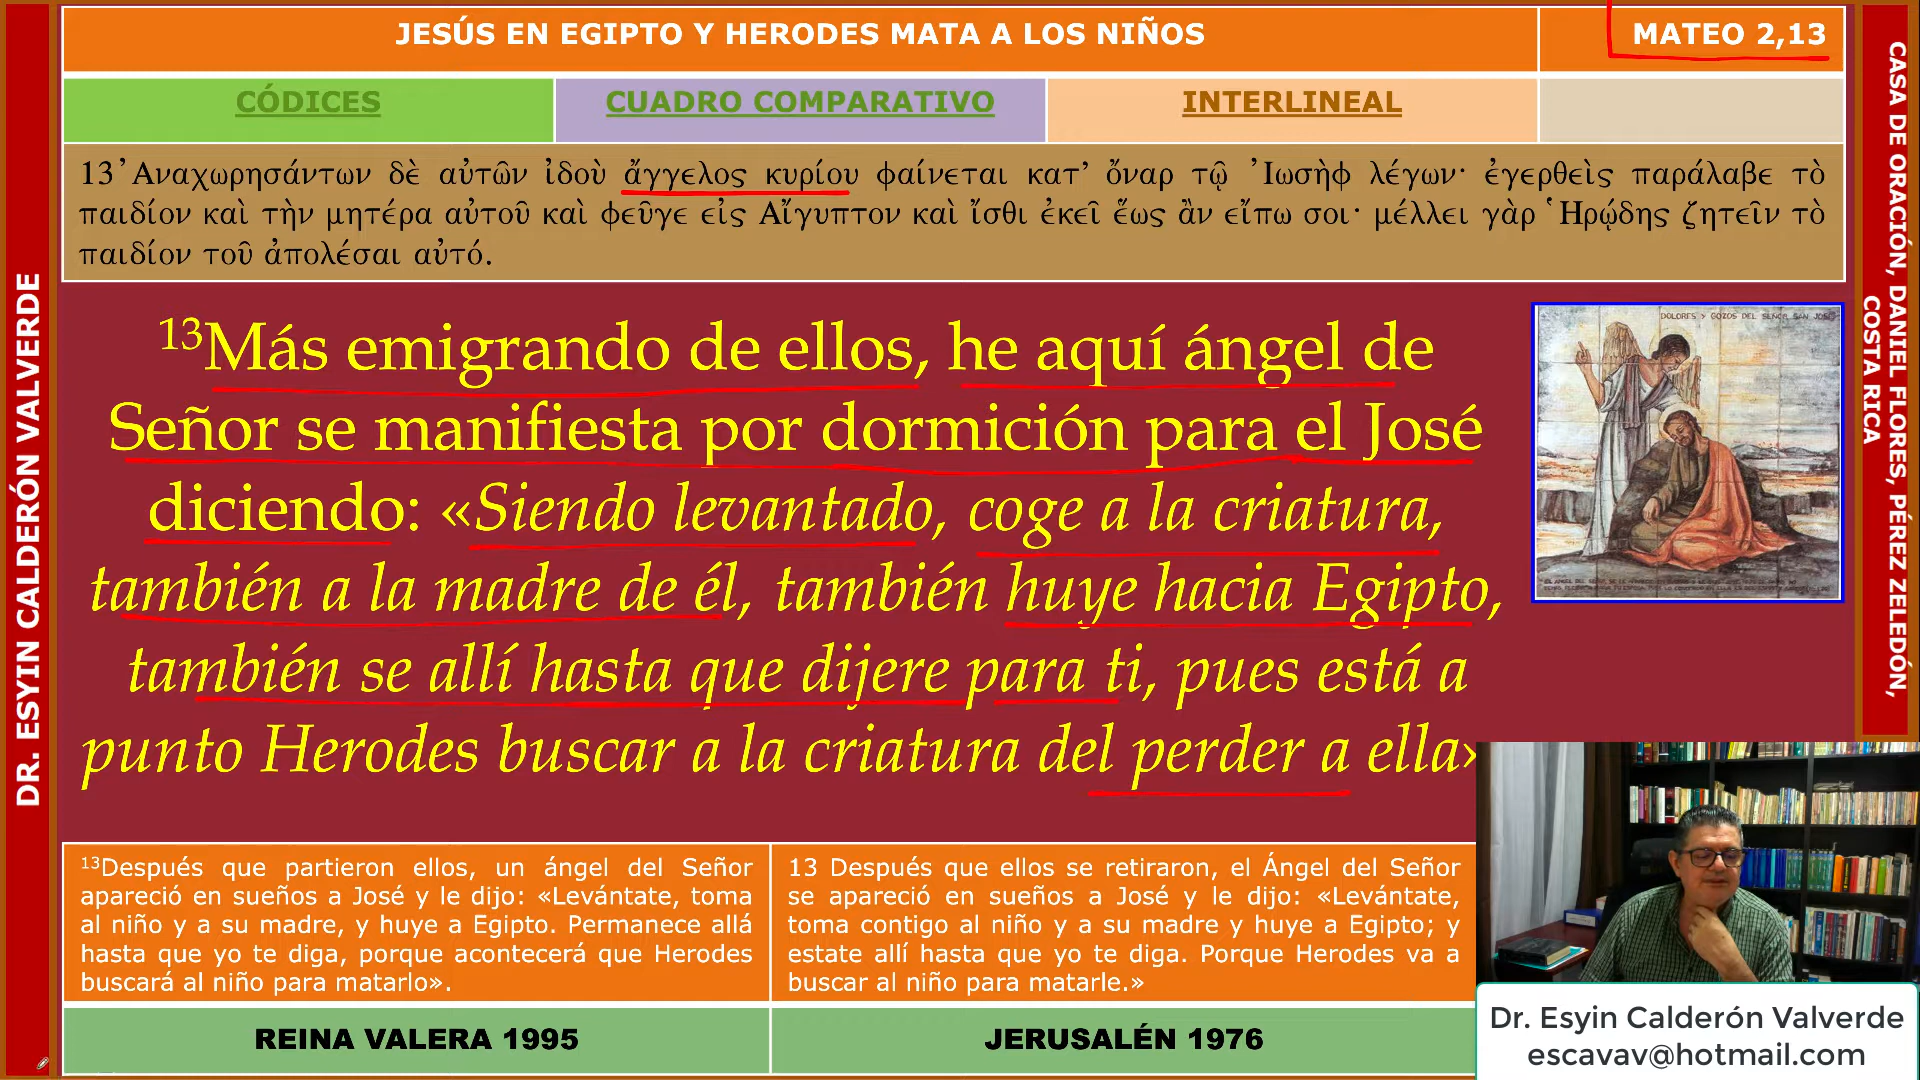 JESÚS EN EGIPTO Y HERODES MATA A LOS NIÑOS
MATEO 2,13
CÓDICES
CUADRO COMPARATIVO
INTERLINEAL
13 ᾿Αναχωρησάντων δὲ αὐτῶν ἰδοὺ ἄγγελος κυρίου φαίνεται κατ’ ὄναρ τῷ ᾿Ιωσὴφ λέγων· ἐγερθεὶς παράλαβε τὸ
παιδίον καὶ τὴν μητέρα αὐτοῦ καὶ φεῦγε εἰς Αἴγυπτον καὶ ἴσθι ἐκεῖ ἕως ἂν εἴπω σοι· μέλλει γὰρ ῾Ηρῴδης ζητεῖν τὸ
παιδίον τοῦ ἀπολέσαι αὐτό.
13Más emigrando de ellos, he aquí ángel de
Señor se manifiesta por dormición para el José
diciendo: «Siendo levantado, coge a la criatura,
también a la madre de él, también huye hacia Egipto,
también se allí hasta que dijere para ti, pues está a
punto Herodes buscar a la criatura del perder a ella»
DOLORES Y GOZOS DEL SEÑOR SAN JOSÉ
13Después que partieron ellos, un ángel del Señor
apareció en sueños a José y le dijo: «Levántate, toma
al niño y a su madre, y huye a Egipto. Permanece allá
hasta que yo te diga, porque acontecerá que Herodes
buscará al niño para matarlo».
13 Después que ellos se retiraron, el Ángel del Señor
se apareció en sueños a José y le dijo: «Levántate,
toma contigo al niño y a su madre y huye a Egipto; y
estate allí hasta que yo te diga. Porque Herodes va a
buscar al niño para matarle.»
REINA VALERA 1995
JERUSALÉN 1976
DR. ESYIN CALDERÓN VALVERDE
CASA DE ORACIÓN, DANIEL FLORES, PÉREZ ZELEDÓN,
COSTA RICA
Dr. Esyin Calderón Valverde
escavav@hotmail.com